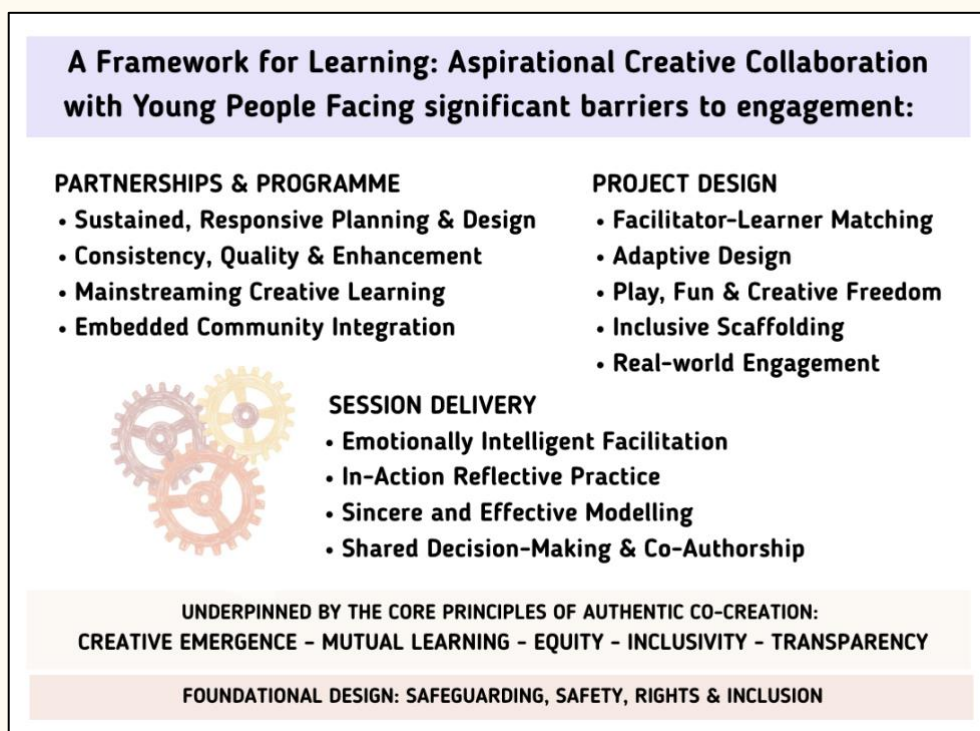 A Framework for Learning: Aspirational Creative Collaboration
with Young People Facing significant barriers to engagement:
PARTNERSHIPS & PROGRAMME
• Sustained, Responsive Planning & Design
• Consistency, Quality & Enhancement
• Mainstreaming Creative Learning
• Embedded Community Integration
PROJECT DESIGN
• Facilitator-Learner Matching
• Adaptive Design
• Play, Fun & Creative Freedom
• Inclusive Scaffolding
• Real-world Engagement
SESSION DELIVERY
• Emotionally Intelligent Facilitation
• In-Action Reflective Practice
• Sincere and Effective Modelling
• Shared Decision-Making & Co-Authorship
UNDERPINNED BY THE CORE PRINCIPLES OF AUTHENTIC CO-CREATION:
CREATIVE EMERGENCE - MUTUAL LEARNING - EQUITY - INCLUSIVITY - TRANSPARENCY
FOUNDATIONAL DESIGN: SAFEGUARDING, SAFETY, RIGHTS & INCLUSION